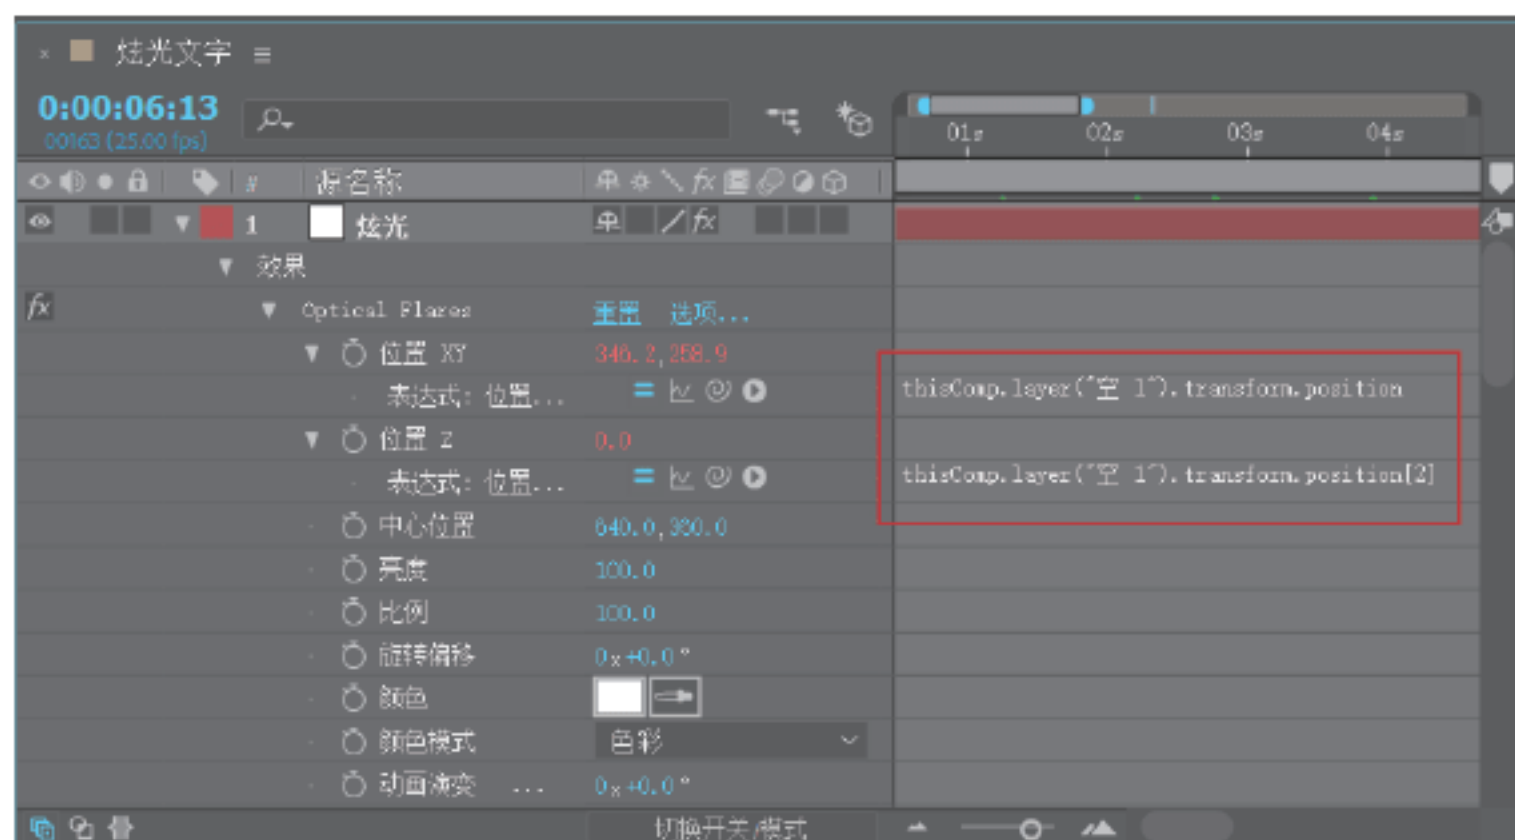 炫光文字
0:00:06:13
00163 (25.00 fps)
01s 02s 03s 04s
# 源名称 fx
1 炫光 fx
效果
fx Optical Flares 重置 选项...
位置 XY 346.2,258.9
表达式: 位置... thisComp.layer("空 1").transform.position
位置 Z 0.0
表达式: 位置... thisComp.layer("空 1").transform.position[2]
中心位置 640.0,360.0
亮度 100.0
比例 100.0
旋转偏移 0x+0.0°
颜色
颜色模式 色彩
动画演变 ... 0x+0.0°
切换开关/模式